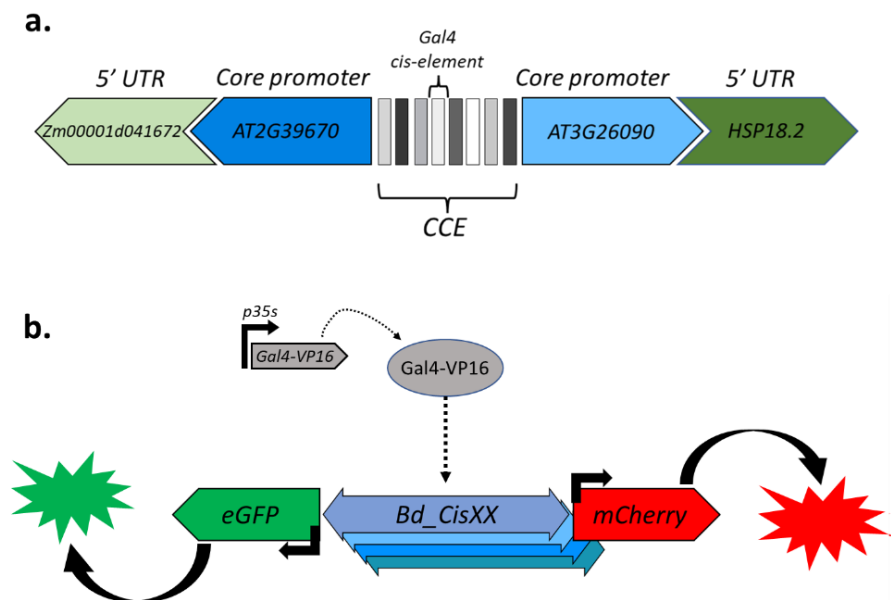 a.
Gal4
cis-element
5' UTR
Core promoter
Core promoter
5' UTR
Zm00001d041672
AT2G39670
AT3G26090
HSP18.2
CCE
b.
p35s
Gal4-VP16
Gal4-VP16
eGFP
Bd_CisXX
mCherry